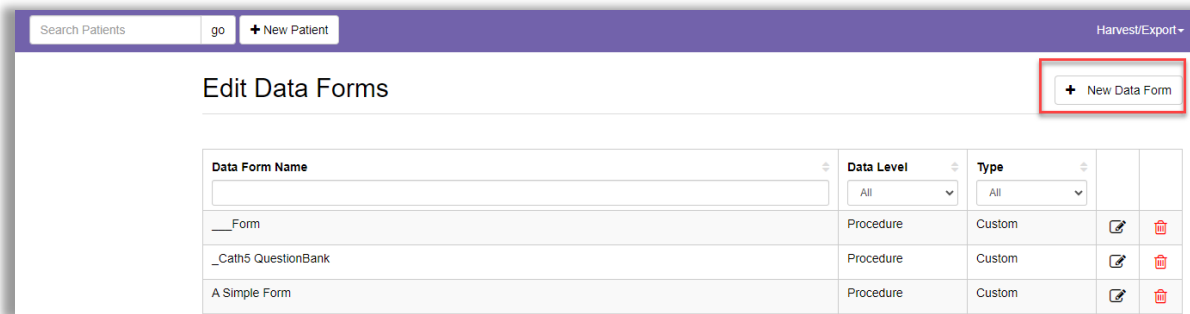 Search Patients go + New Patient Harvest/Export
Edit Data Forms + New Data Form
Data Form Name Data Level Type
All All
___Form Procedure Custom
_Cath5 QuestionBank Procedure Custom
A Simple Form Procedure Custom